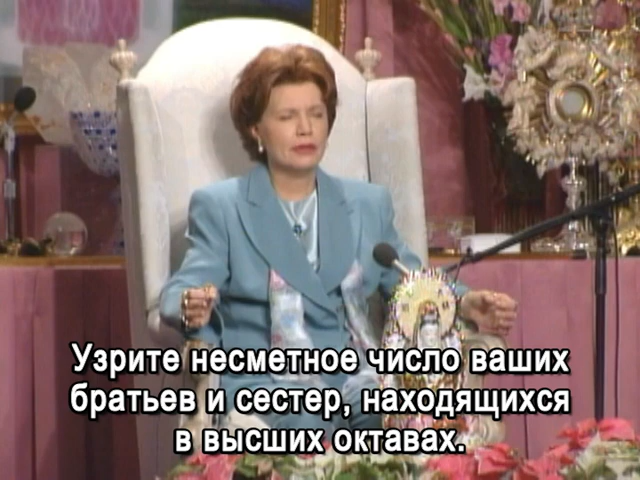 Узрите несметное число ваших
братьев и сестер, находящихся
в высших октавах.